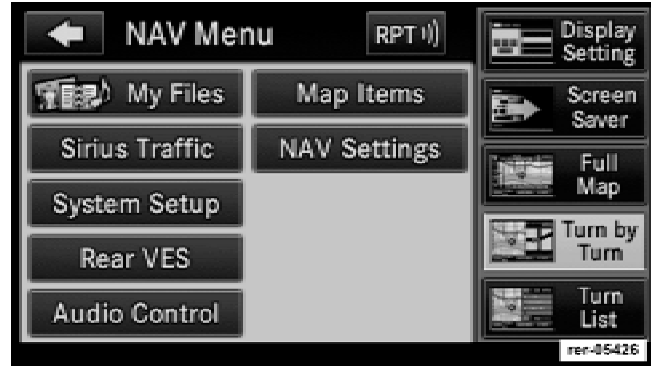 NAV Menu
RPT
My Files
Map Items
Sirius Traffic
NAV Settings
System Setup
Rear VES
Audio Control
Display
Setting
Screen
Saver
Full
Map
Turn by
Turn
Turn
List
rer-05426